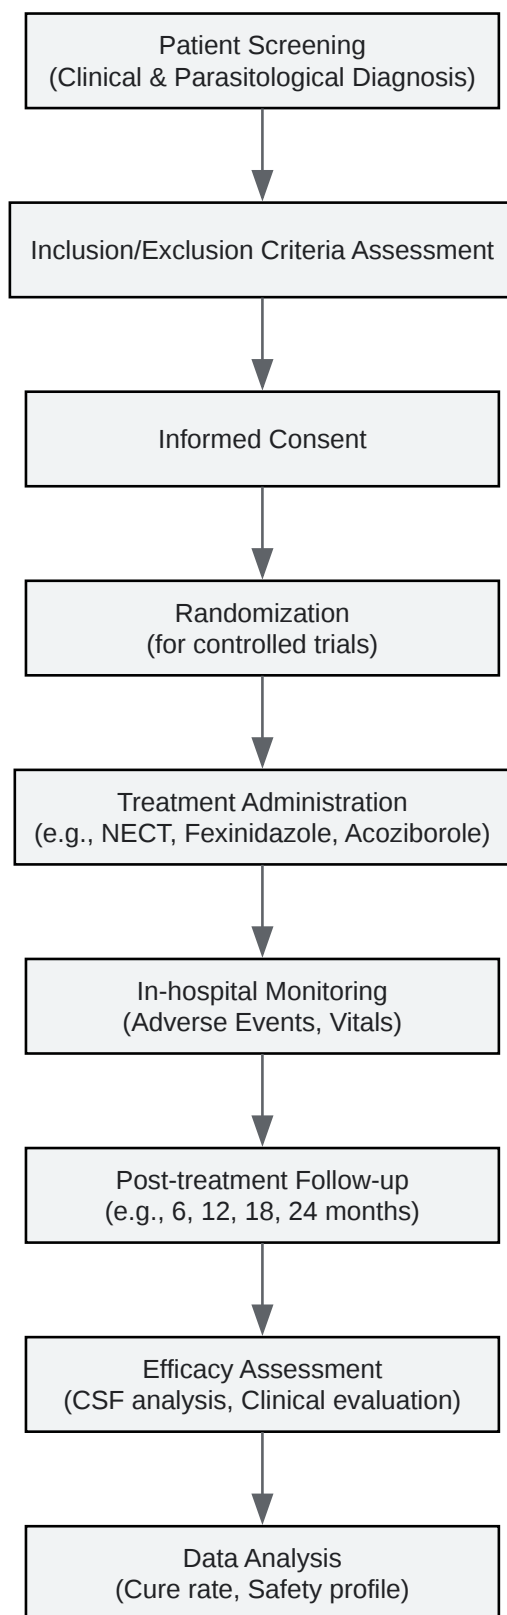 Patient Screening
(Clinical & Parasitological Diagnosis)
Inclusion/Exclusion Criteria Assessment
Informed Consent
Randomization
(for controlled trials)
Treatment Administration
(e.g., NECT, Fexinidazole, Acoziborole)
In-hospital Monitoring
(Adverse Events, Vitals)
Post-treatment Follow-up
(e.g., 6, 12, 18, 24 months)
Efficacy Assessment
(CSF analysis, Clinical evaluation)
Data Analysis
(Cure rate, Safety profile)